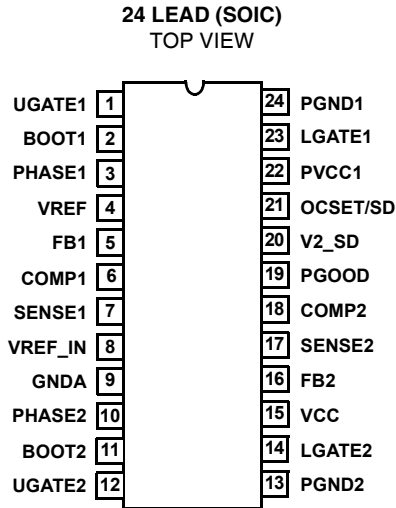 24 LEAD (SOIC)
TOP VIEW
UGATE1 1 24 PGND1
BOOT1 2 23 LGATE1
PHASE1 3 22 PVCC1
VREF 4 21 OCSET/SD
FB1 5 20 V2_SD
COMP1 6 19 PGOOD
SENSE1 7 18 COMP2
VREF_IN 8 17 SENSE2
GNDA 9 16 FB2
PHASE2 10 15 VCC
BOOT2 11 14 LGATE2
UGATE2 12 13 PGND2